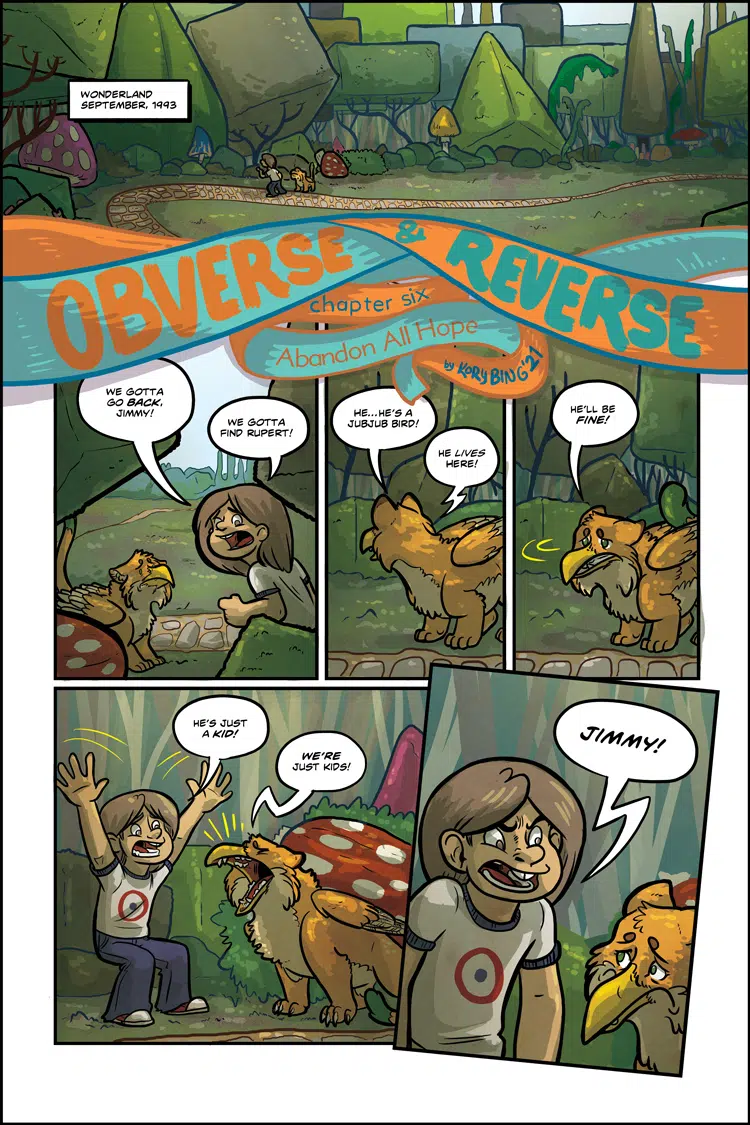 WONDERLAND
SEPTEMBER, 1993
OBVERSE & REVERSE
chapter six
Abandon All Hope
by KORY BING '21
WE GOTTA
GO BACK,
JIMMY!
WE GOTTA
FIND RUPERT!
HE...HE'S A
JUBJUB BIRD!
HE LIVES
HERE!
HE'LL BE
FINE!
HE'S JUST
A KID!
WE'RE
JUST KIDS!
JIMMY!